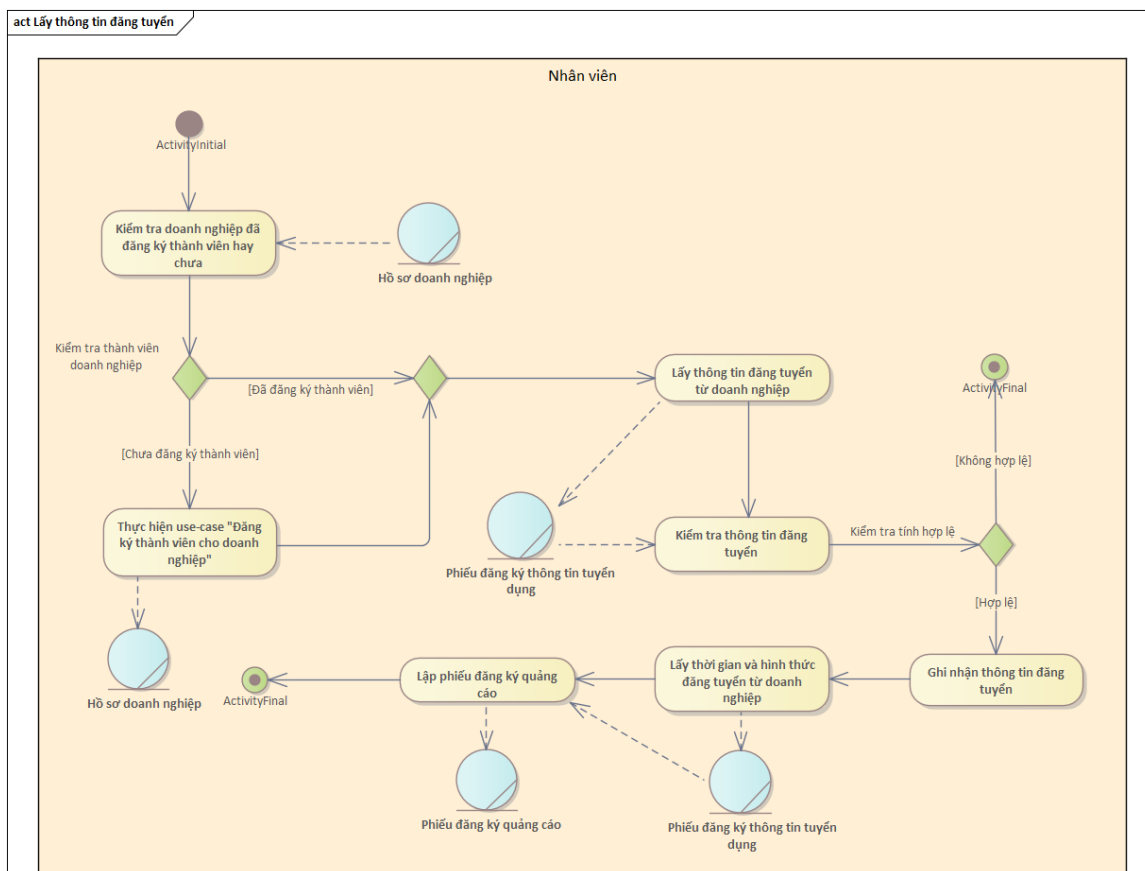 act Lấy thông tin đăng tuyển
Nhân viên
ActivityInitial
Kiểm tra doanh nghiệp đã
đăng ký thành viên hay
chưa
Hồ sơ doanh nghiệp
Kiểm tra thành viên
doanh nghiệp
[Đã đăng ký thành viên]
Lấy thông tin đăng tuyển
từ doanh nghiệp
ActivityFinal
[Chưa đăng ký thành viên]
[Không hợp lệ]
Thực hiện use-case "Đăng
ký thành viên cho doanh
nghiệp"
Phiếu đăng ký thông tin tuyển
dụng
Kiểm tra thông tin đăng
tuyển
Kiểm tra tính hợp lệ
[Hợp lệ]
Hồ sơ doanh nghiệp
ActivityFinal
Lập phiếu đăng ký quảng
cáo
Lấy thời gian và hình thức
đăng tuyển từ doanh
nghiệp
Ghi nhận thông tin đăng
tuyển
Phiếu đăng ký quảng cáo
Phiếu đăng ký thông tin tuyển
dụng